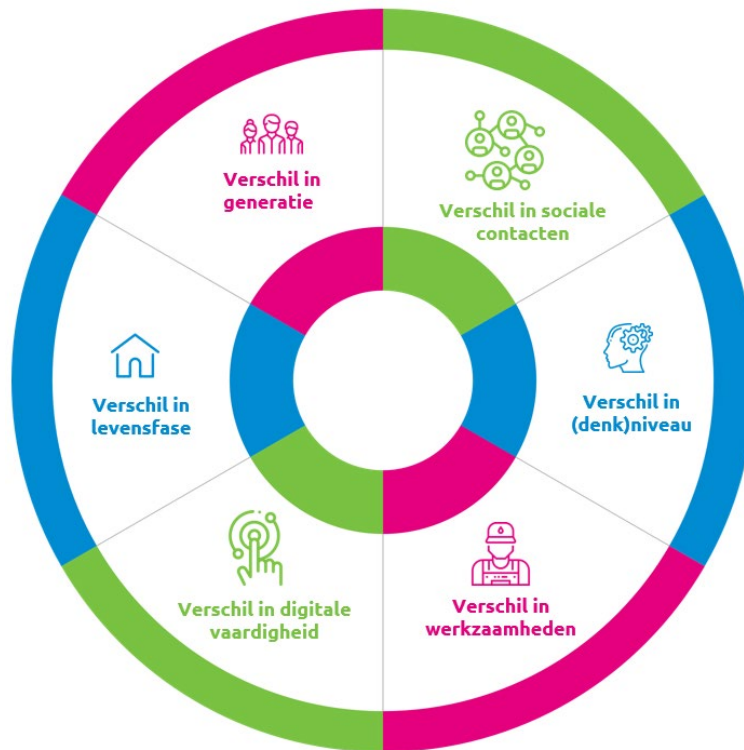 Verschil in
generatie
Verschil in sociale
contacten
Verschil in
levensfase
Verschil in
(denk)niveau
Verschil in digitale
vaardigheid
Verschil in
werkzaamheden